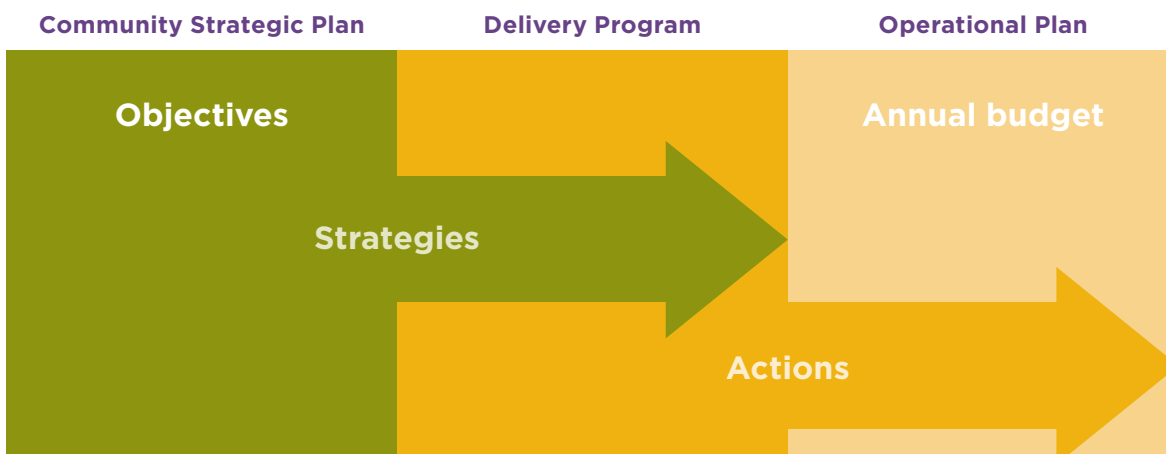 Community Strategic Plan
Delivery Program
Operational Plan
Objectives
Annual budget
Strategies
Actions